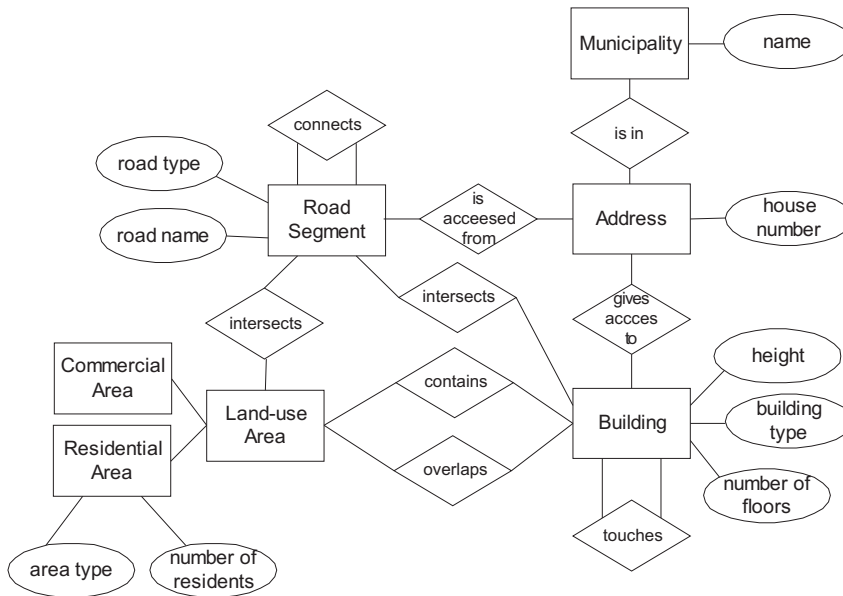 Municipality
name
connects
is in
road type
Road
Segment
is
acceesed
from
Address
house
number
road name
intersects
intersects
gives
accces
to
Commercial
Area
contains
height
Land-use
Area
Building
building
type
Residential
Area
overlaps
number of
floors
touches
area type
number of
residents